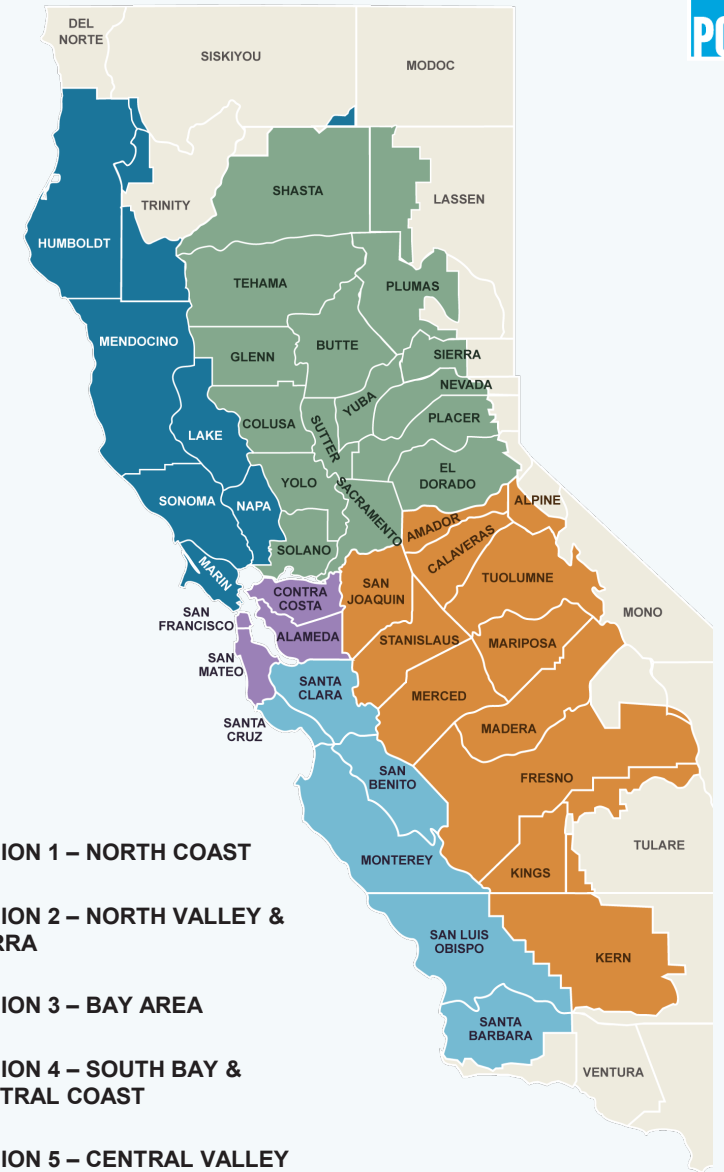 PO
DEL
NORTE
SISKIYOU
MODOC
SHASTA
LASSEN
TRINITY
HUMBOLDT
TEHAMA
PLUMAS
MENDOCINO
BUTTE
GLENN
SIERRA
NEVADA
YUBA
PLACER
COLUSA
SUTTER
LAKE
EL
DORADO
YOLO
SACRAMENTO
SONOMA
NAPA
ALPINE
AMADOR
CALAVERAS
SOLANO
MARIN
TUOLUMNE
CONTRA
COSTA
SAN
JOAQUIN
MONO
SAN
FRANCISCO
ALAMEDA
STANISLAUS
MARIPOSA
SAN
MATEO
SANTA
CLARA
MERCED
SANTA
CRUZ
MADERA
SAN
BENITO
FRESNO
TULARE
MONTEREY
KINGS
SAN LUIS
OBISPO
KERN
SANTA
BARBARA
VENTURA
ION 1 – NORTH COAST
ION 2 – NORTH VALLEY &
RRA
ION 3 – BAY AREA
ION 4 – SOUTH BAY &
TRAL COAST
ION 5 – CENTRAL VALLEY